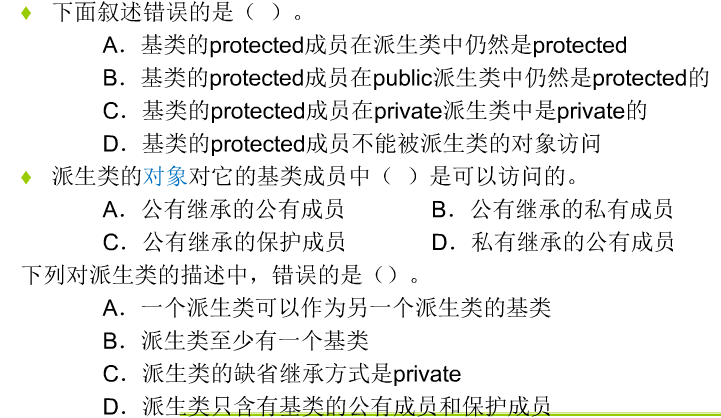 下面叙述错误的是（ ）。
A．基类的protected成员在派生类中仍然是protected
B．基类的protected成员在public派生类中仍然是protected的
C．基类的protected成员在private派生类中是private的
D．基类的protected成员不能被派生类的对象访问
派生类的对象对它的基类成员中（ ）是可以访问的。
A．公有继承的公有成员 B．公有继承的私有成员
C．公有继承的保护成员 D．私有继承的公有成员
下列对派生类的描述中，错误的是（）。
A．一个派生类可以作为另一个派生类的基类
B．派生类至少有一个基类
C．派生类的缺省继承方式是private
D．派生类只含有基类的公有成员和保护成员